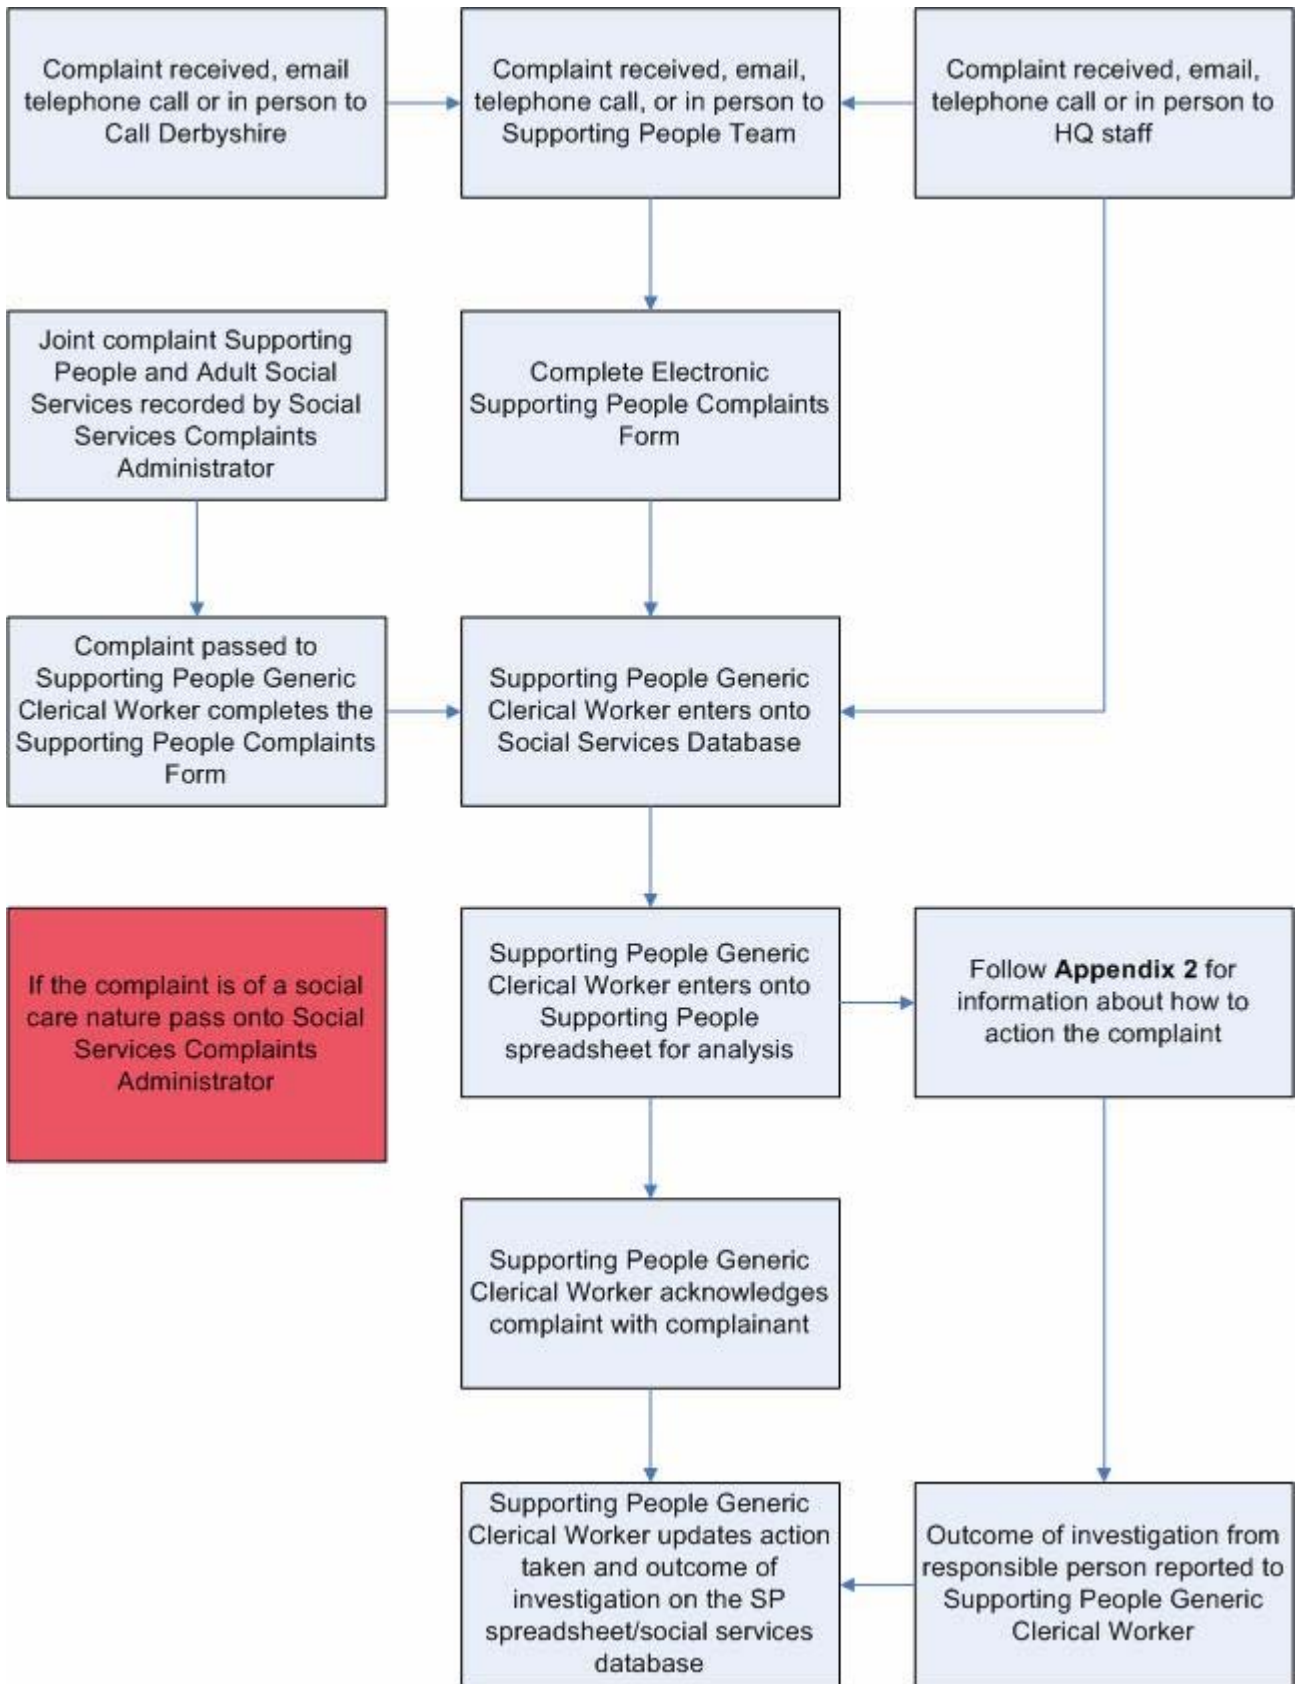 Complaint received, email
telephone call or in person to
Call Derbyshire
Complaint received, email,
telephone call, or in person to
Supporting People Team
Complaint received, email,
telephone call or in person to
HQ staff
Joint complaint Supporting
People and Adult Social
Services recorded by Social
Services Complaints
Administrator
Complete Electronic
Supporting People Complaints
Form
Complaint passed to
Supporting People Generic
Clerical Worker completes the
Supporting People Complaints
Form
Supporting People Generic
Clerical Worker enters onto
Social Services Database
If the complaint is of a social
care nature pass onto Social
Services Complaints
Administrator
Supporting People Generic
Clerical Worker enters onto
Supporting People
spreadsheet for analysis
Follow Appendix 2 for
information about how to
action the complaint
Supporting People Generic
Clerical Worker acknowledges
complaint with complainant
Supporting People Generic
Clerical Worker updates action
taken and outcome of
investigation on the SP
spreadsheet/social services
database
Outcome of investigation from
responsible person reported to
Supporting People Generic
Clerical Worker